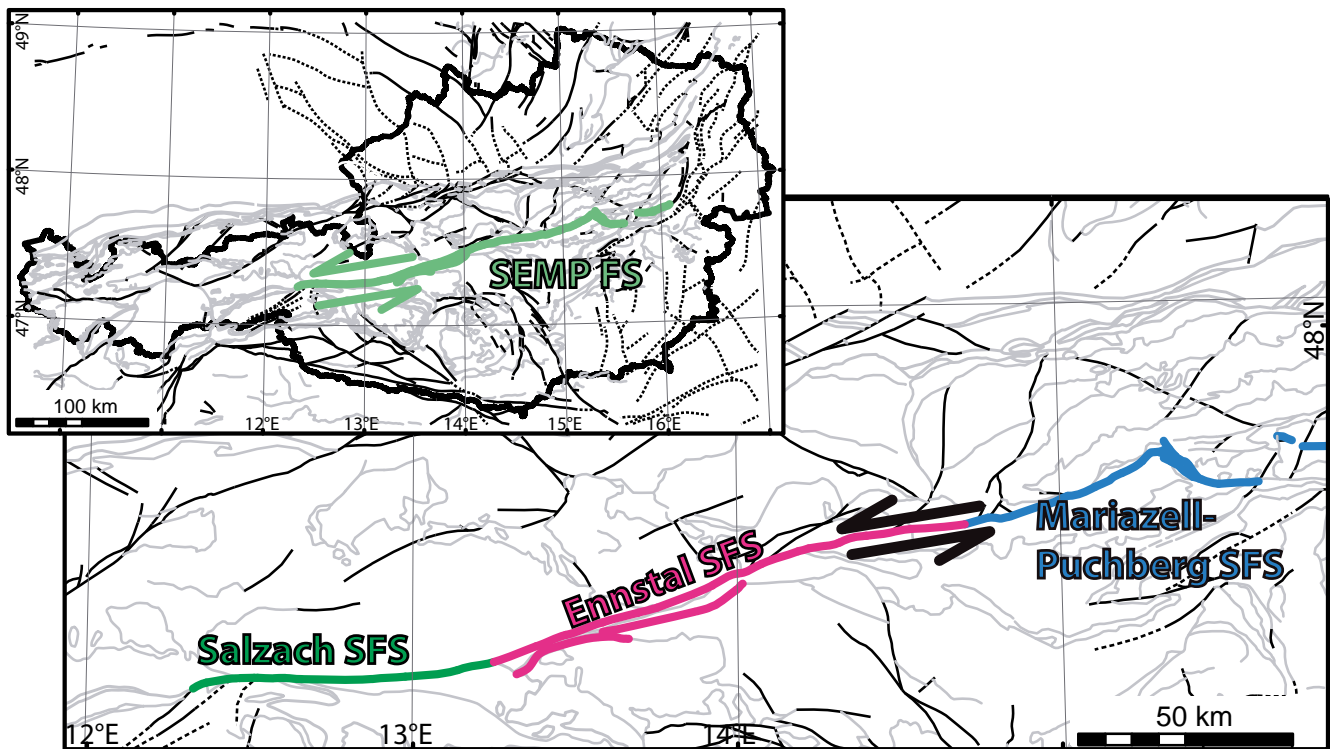 49°N
48°N
47°N
SEMP FS
100 km
12°E
13°E
14°E
15°E
16°E
48°N
Mariazell-
Puchberg SFS
Ennstal SFS
Salzach SFS
12°E
13°E
14°E
50 km